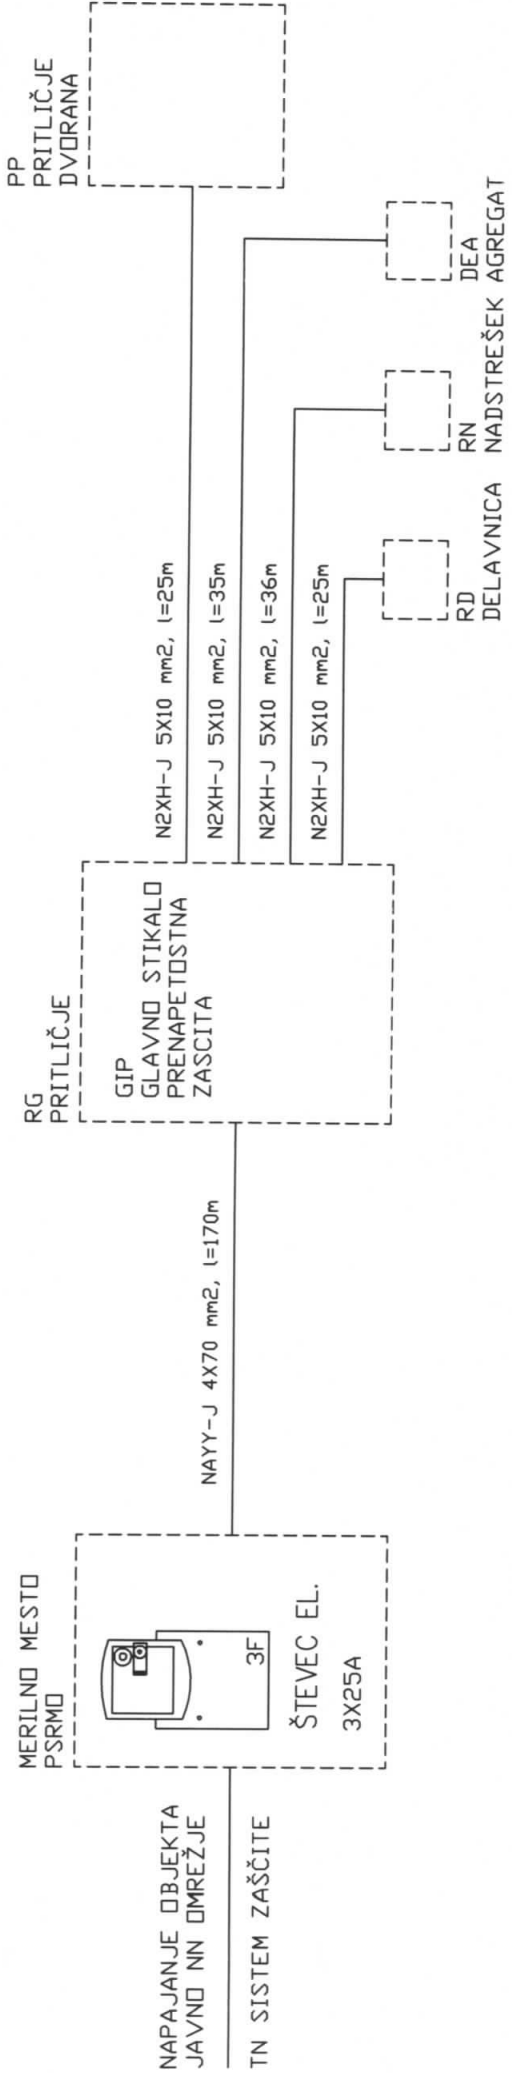 NAPAJANJE OBJEKTA
JAVNO NN OMREŽJE
TN SISTEM ZAŠČITE
MERILNO MESTO
PSRMO
3F
ŠTEVEC EL.
3X25A
NAYY-J 4X70 mm2, l=170m
RG
PRITLIČJE
GIP
GLAVNO STIKALO
PRENAPETOSTNA
ZASCITA
N2XH-J 5X10 mm2, l=25m
N2XH-J 5X10 mm2, l=35m
N2XH-J 5X10 mm2, l=36m
N2XH-J 5X10 mm2, l=25m
PP
PRITLIČJE
DVORANA
RD
DELAVNICA
RN
NADSTREŠEK
DEA
AGREGAT